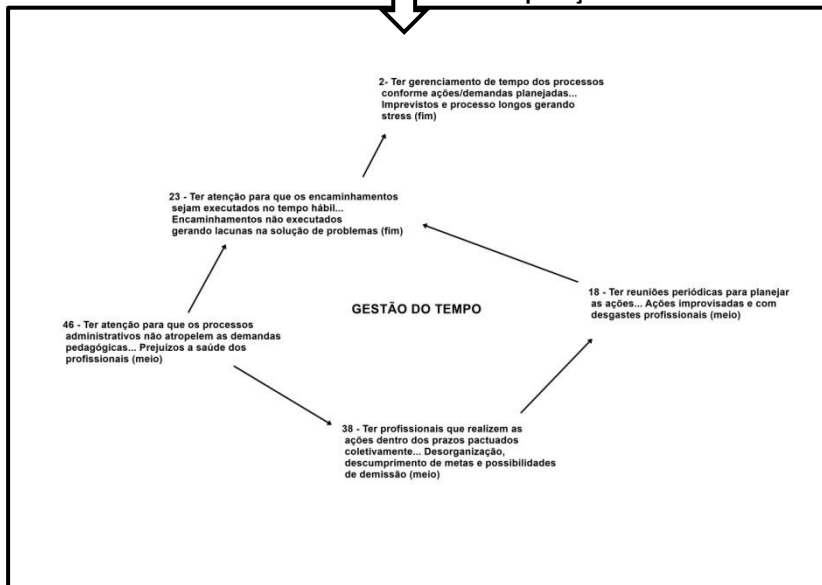 2- Ter gerenciamento de tempo dos processos
conforme ações/demandas planejadas...
Imprevistos e processo longos gerando
stress (fim)
23 - Ter atenção para que os encaminhamentos
sejam executados no tempo hábil...
Encaminhamentos não executados
gerando lacunas na solução de problemas (fim)
18 - Ter reuniões periódicas para planejar
as ações... Ações improvisadas e com
desgastes profissionais (meio)
GESTÃO DO TEMPO
46 - Ter atenção para que os processos
administrativos não atropelem as demandas
pedagógicas... Prejuízos a saúde dos
profissionais (meio)
38 - Ter profissionais que realizem as
ações dentro dos prazos pactuados
coletivamente... Desorganização,
descumprimento de metas e possibilidades
de demissão (meio)